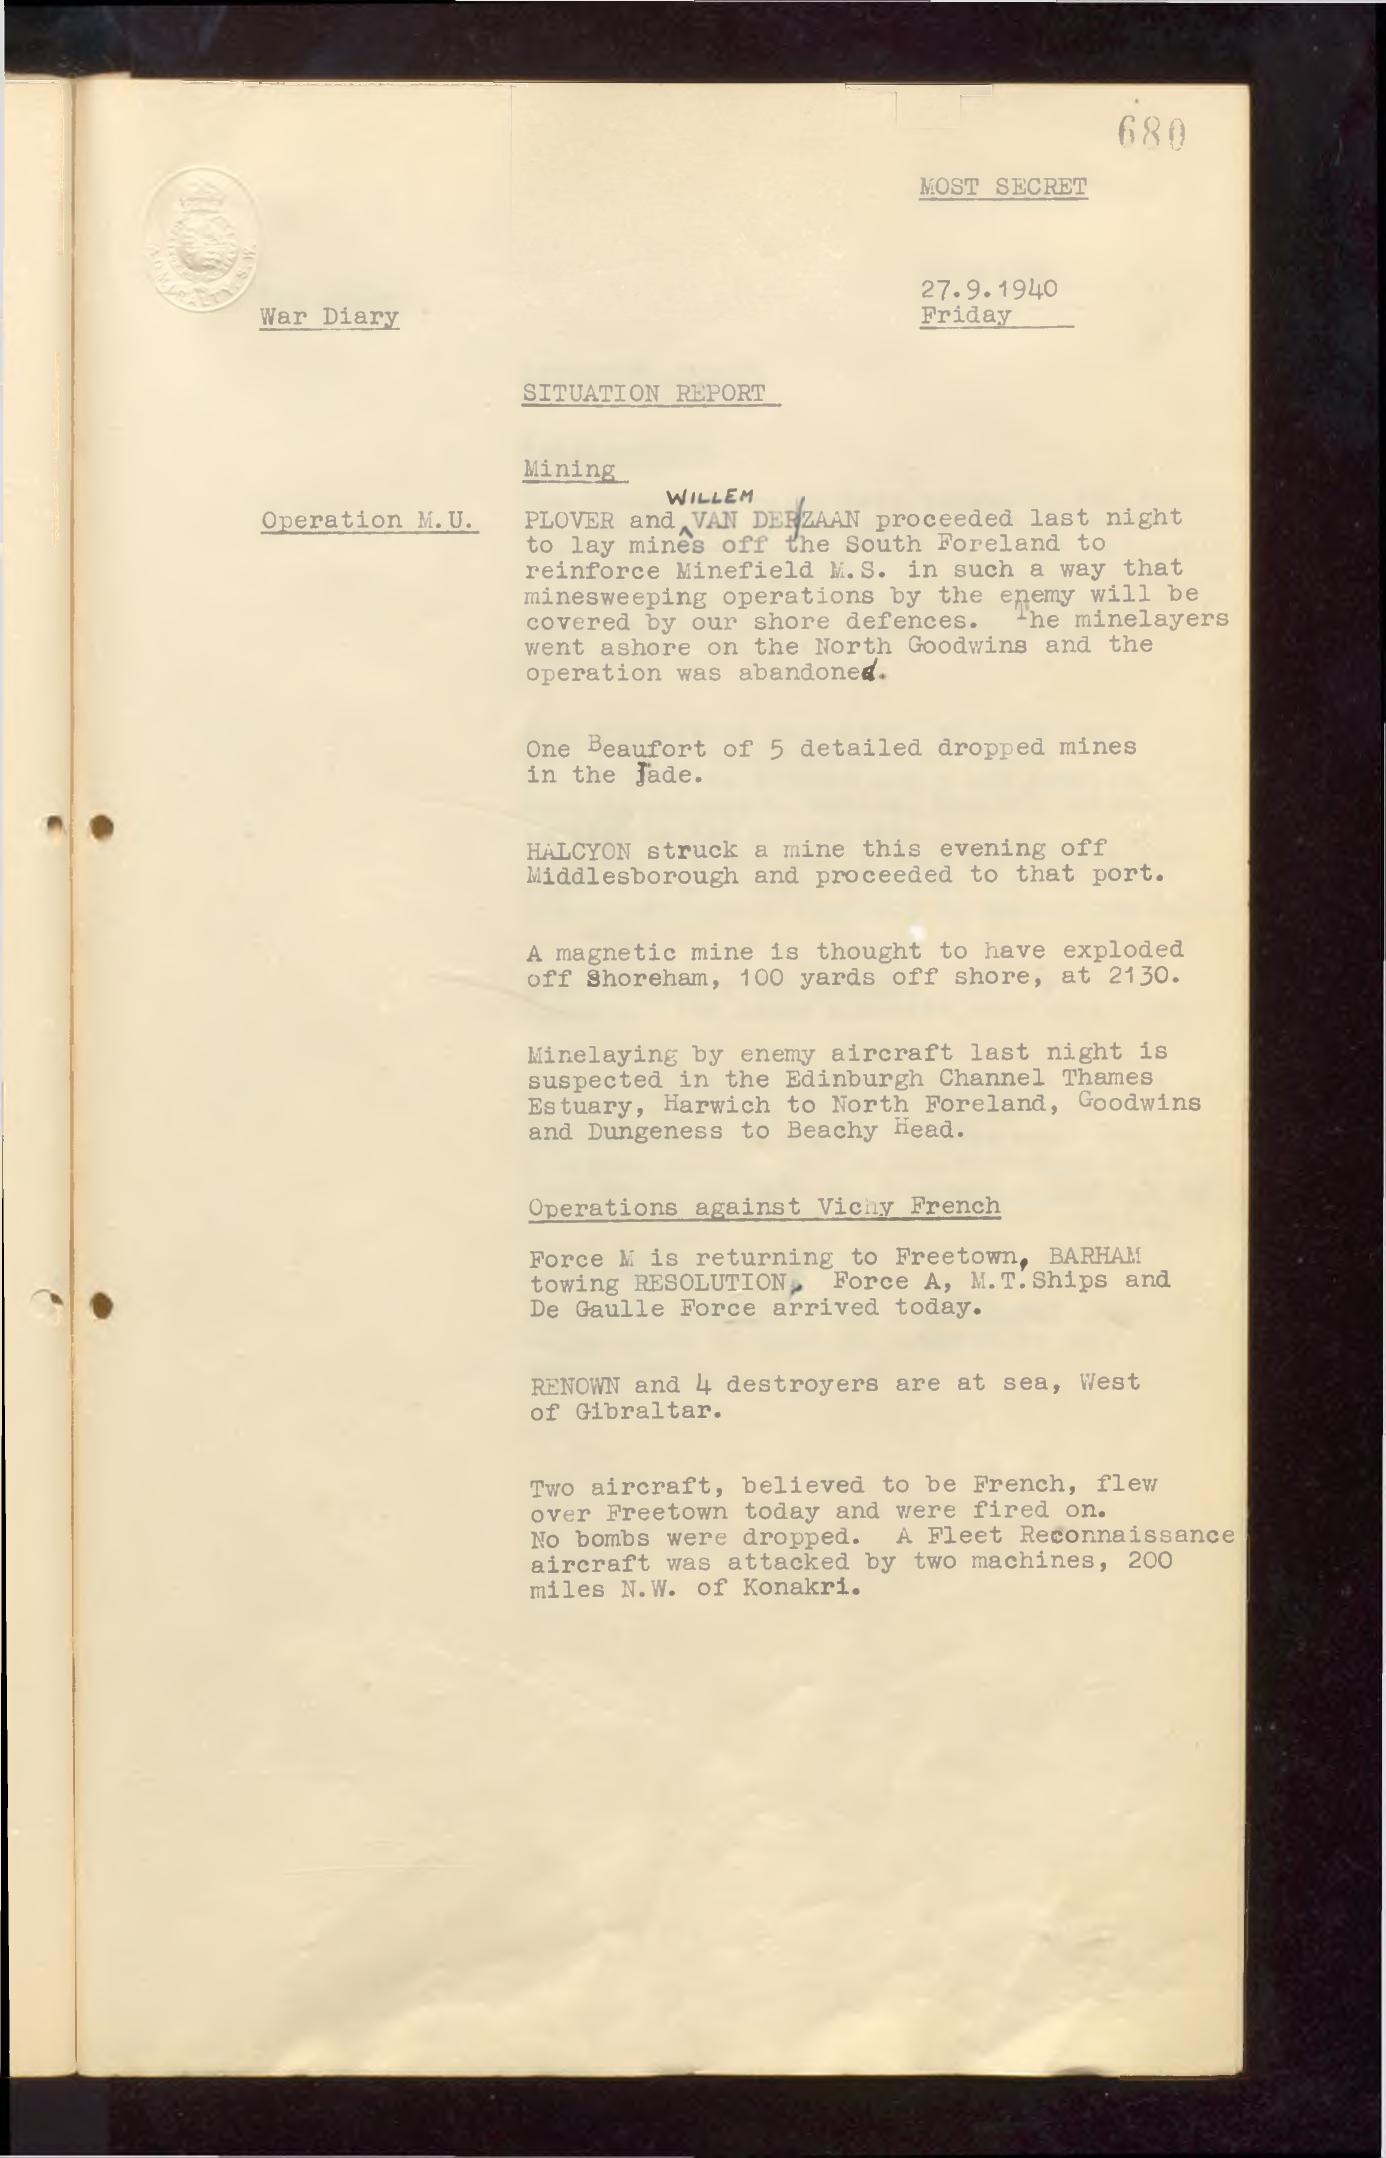 680
MOST SECRET
ADMIRALTY. S.W.
27.9.1940
War Diary
Friday
SITUATION REPORT
Mining
WILLEM
Operation M.U.
PLOVER and VAN DER/ZAAN proceeded last night
to lay mines off the South Foreland to
reinforce Minefield M.S. in such a way that
minesweeping operations by the enemy will be
covered by our shore defences. The minelayers
went ashore on the North Goodwins and the
operation was abandoned.
One Beaufort of 5 detailed dropped mines
in the Jade.
HALCYON struck a mine this evening off
Middlesborough and proceeded to that port.
A magnetic mine is thought to have exploded
off Shoreham, 100 yards off shore, at 2130.
Minelaying by enemy aircraft last night is
suspected in the Edinburgh Channel Thames
Estuary, Harwich to North Foreland, Goodwins
and Dungeness to Beachy Head.
Operations against Vichy French
Force M is returning to Freetown, BARHAM
towing RESOLUTION. Force A, M.T.Ships and
De Gaulle Force arrived today.
RENOWN and 4 destroyers are at sea, West
of Gibraltar.
Two aircraft, believed to be French, flew
over Freetown today and were fired on.
No bombs were dropped. A Fleet Reconnaissance
aircraft was attacked by two machines, 200
miles N.W. of Konakri.